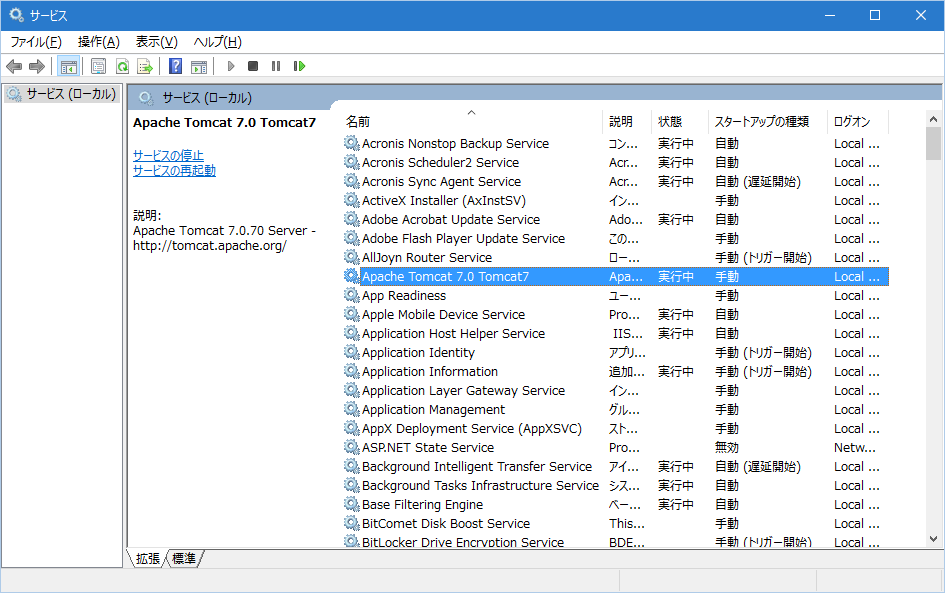 サービス
ファイル(F) 操作(A) 表示(V) ヘルプ(H)
サービス (ローカル)
サービス (ローカル)
Apache Tomcat 7.0 Tomcat7
サービスの停止
サービスの再起動
説明:
Apache Tomcat 7.0.70 Server -
http://tomcat.apache.org/
名前 説明 状態 スタートアップの種類 ログオン
Acronis Nonstop Backup Service コン... 実行中 自動 Local ...
Acronis Scheduler2 Service Acr... 実行中 自動 Local ...
Acronis Sync Agent Service Acr... 実行中 自動 (遅延開始) Local ...
ActiveX Installer (AxInstSV) イン... 手動 Local ...
Adobe Acrobat Update Service Ado... 実行中 自動 Local ...
Adobe Flash Player Update Service この... 手動 Local ...
AllJoyn Router Service ロー... 手動 (トリガー開始) Local ...
Apache Tomcat 7.0 Tomcat7 Apa... 実行中 手動 Local ...
App Readiness ユー... 手動 Local ...
Apple Mobile Device Service Pro... 実行中 自動 Local ...
Application Host Helper Service IIS... 実行中 自動 Local ...
Application Identity アプリ... 手動 (トリガー開始) Local ...
Application Information 追加... 実行中 手動 (トリガー開始) Local ...
Application Layer Gateway Service イン... 手動 Local ...
Application Management グル... 手動 Local ...
AppX Deployment Service (AppXSVC) スト... 手動 Local ...
ASP.NET State Service Pro... 無効 Netw...
Background Intelligent Transfer Service アイ... 実行中 自動 (遅延開始) Local ...
Background Tasks Infrastructure Service シス... 実行中 自動 Local ...
Base Filtering Engine ベー... 実行中 自動 Local ...
BitComet Disk Boost Service This... 手動 Local ...
BitLocker Drive Encryption Service BDE... 手動 (トリガー開始) Local ...
拡張 標準